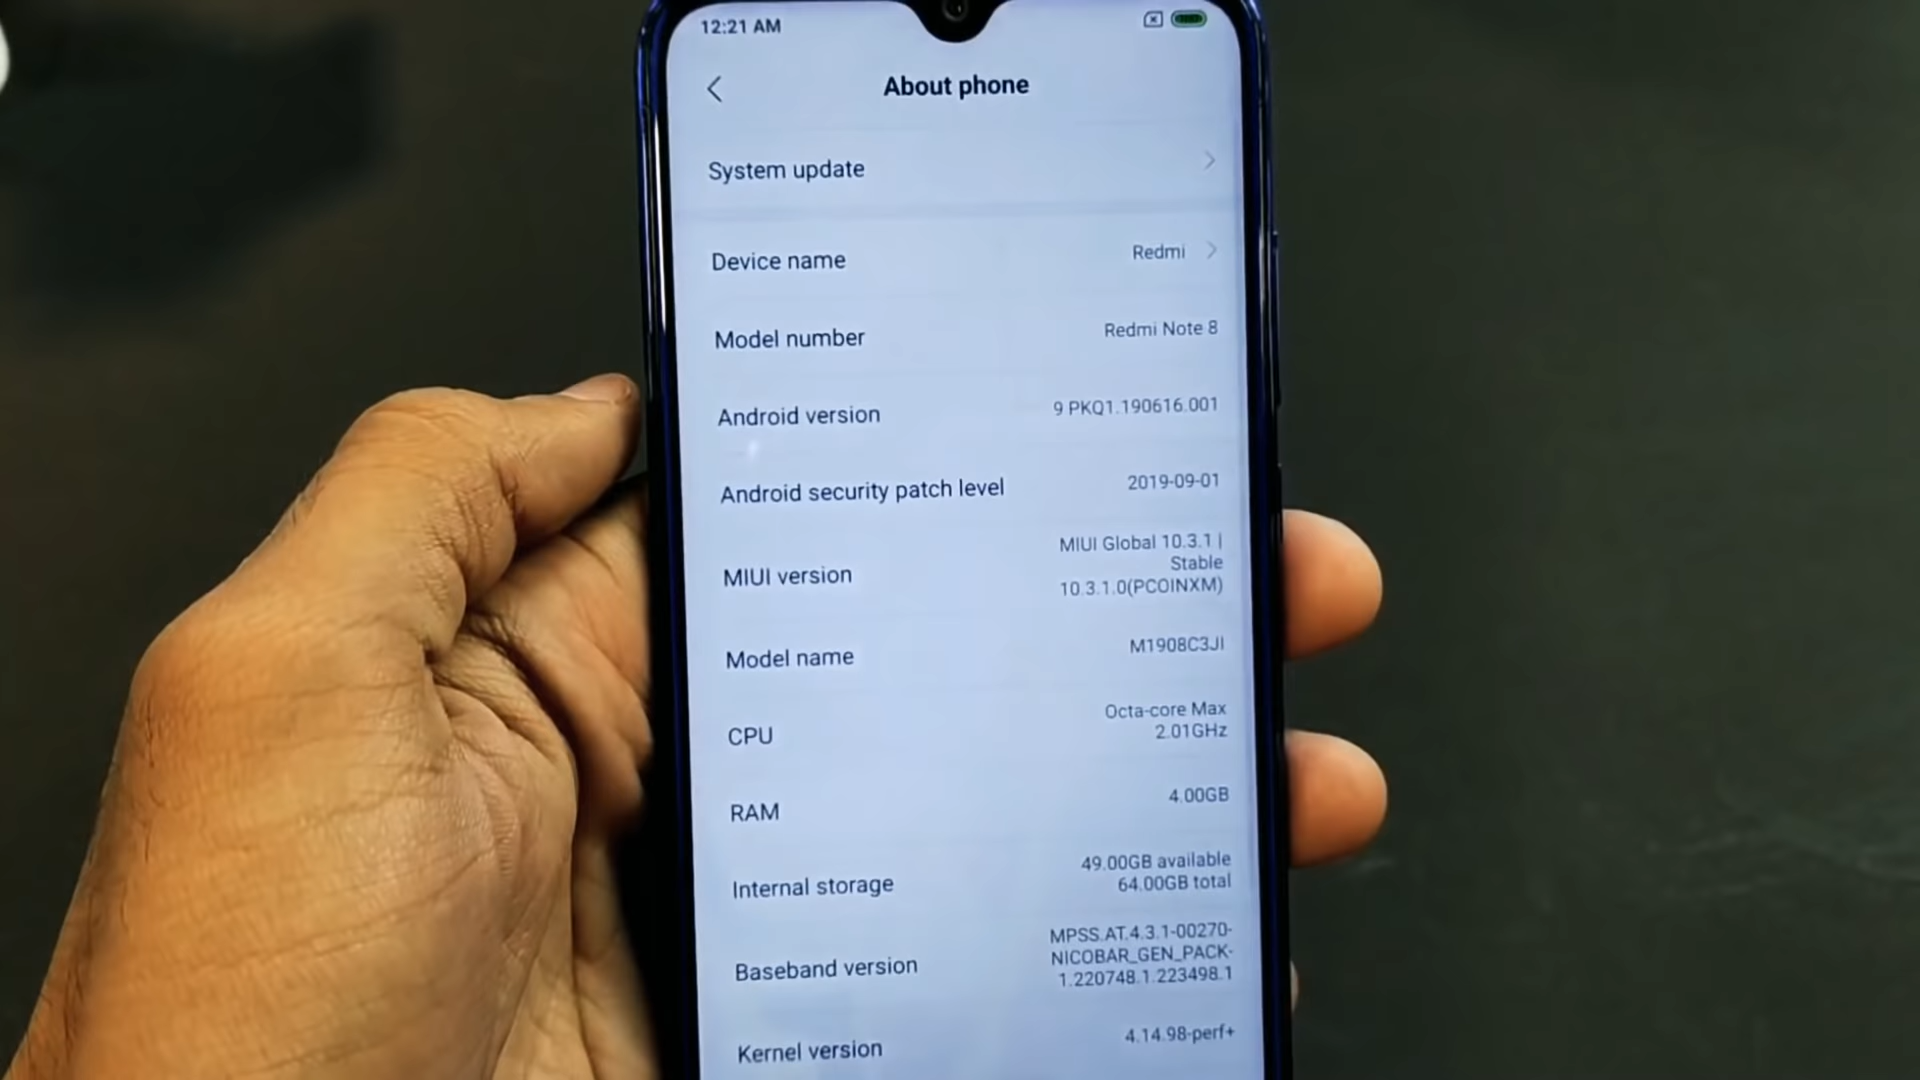 12:21 AM
About phone
System update
Device name
Redmi
Model number
Redmi Note 8
Android version
9 PKQ1.190616.001
Android security patch level
2019-09-01
MIUI version
MIUI Global 10.3.1 |
Stable
10.3.1.0(PCOINXM)
Model name
M1908C3JI
CPU
Octa-core Max
2.01GHz
RAM
4.00GB
Internal storage
49.00GB available
64.00GB total
Baseband version
MPSS.AT.4.3.1-00270-
NICOBAR_GEN_PACK-
1.220748.1.223498.1
Kernel version
4.14.98-perf+